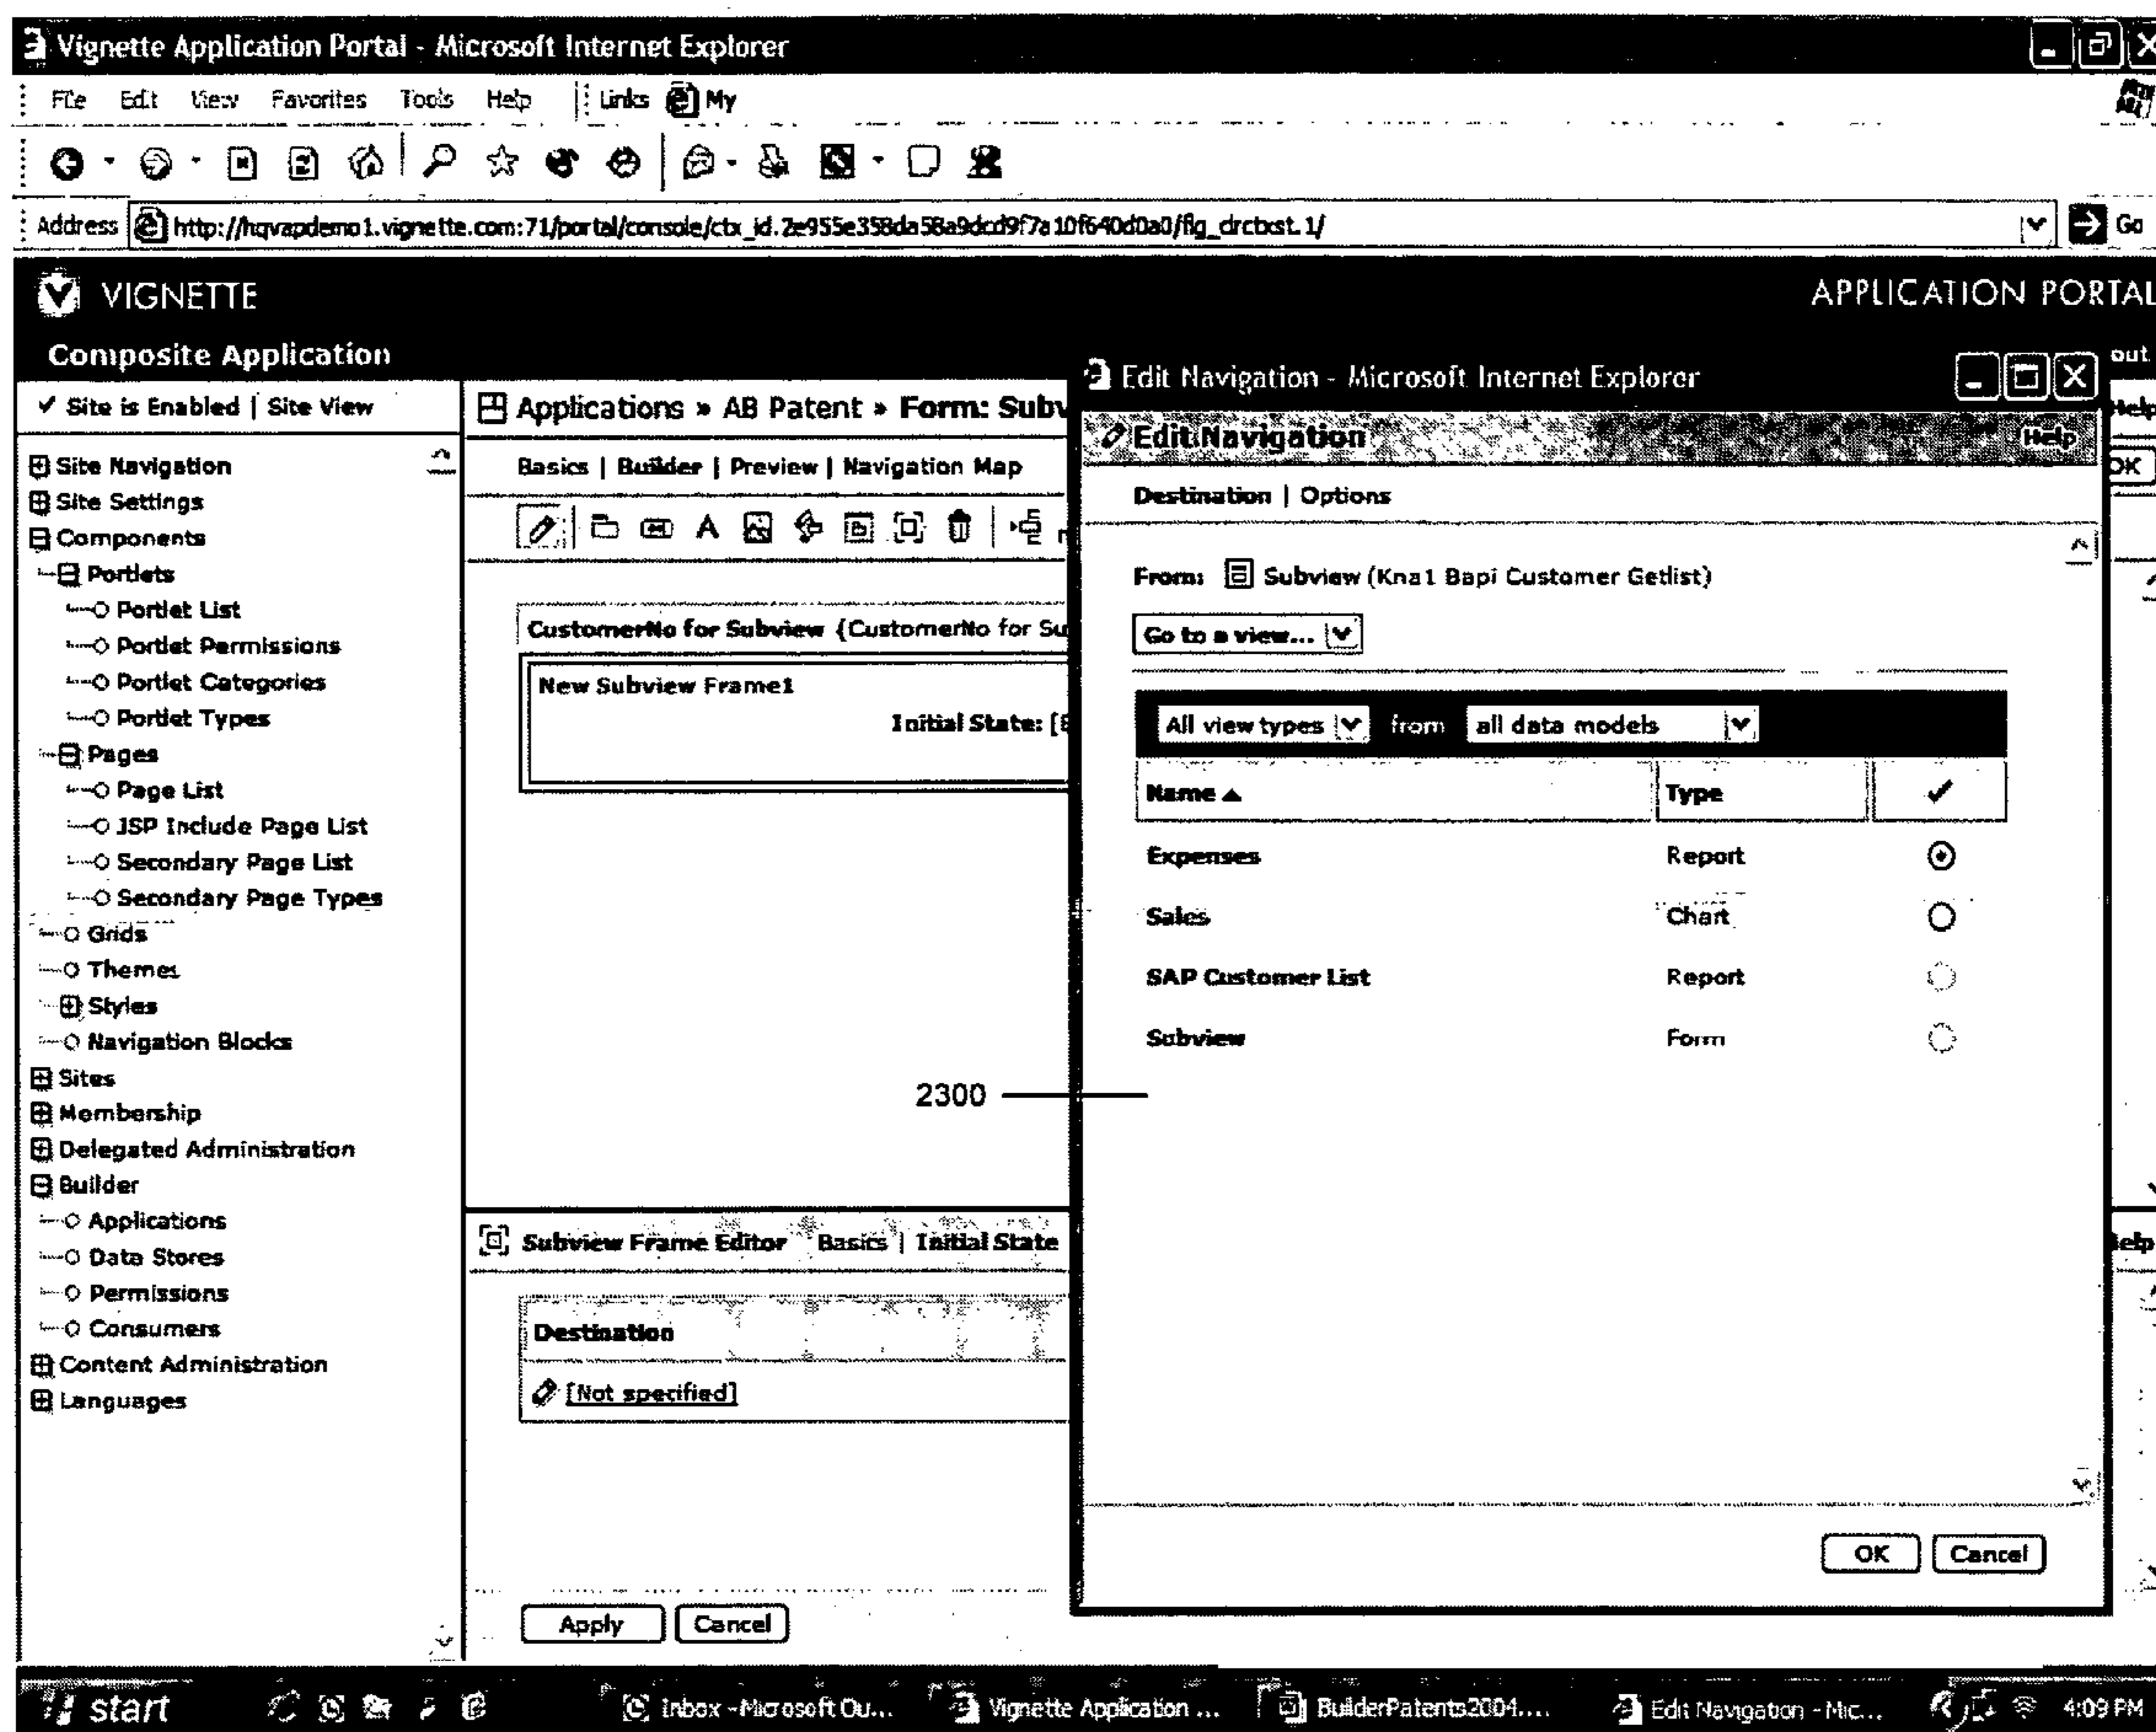 Vignette Application Portal - Microsoft Internet Explorer
File Edit View Favorites Tools Help Links My
Address http://hqvapdemo1.vignette.com:71/portal/console/ctx_id.2e955e358da58a9dcd9f7a10f640d0a0/flg_drctxst.1/ Go
VIGNETTE
APPLICATION PORTAL
Composite Application
out
✓ Site is Enabled | Site View
Help
OK
Site Navigation
Site Settings
Components
Portlets
Portlet List
Portlet Permissions
Portlet Categories
Portlet Types
Pages
Page List
JSP Include Page List
Secondary Page List
Secondary Page Types
Grids
Themes
Styles
Navigation Blocks
Sites
Membership
Delegated Administration
Builder
Applications
Data Stores
Permissions
Consumers
Content Administration
Languages
Applications » AB Patent » Form: Subv
Basics | Builder | Preview | Navigation Map
CustomerNo for Subview {CustomerNo for Su
New Subview Frame1
Initial State: [
2300
Subview Frame Editor Basics | Initial State
elp
Destination
[Not specified]
Apply Cancel
Edit Navigation - Microsoft Internet Explorer
Edit Navigation Help
Destination | Options
From: Subview (Kna1 Bapi Customer Getlist)
Go to a view...
All view types from all data models
Name ▲ Type ✓
Expenses Report
Sales Chart
SAP Customer List Report
Subview Form
OK Cancel
start Inbox - Microsoft Ou... Vignette Application ... BuilderPatents2004.... Edit Navigation - Mic... 4:09 PM